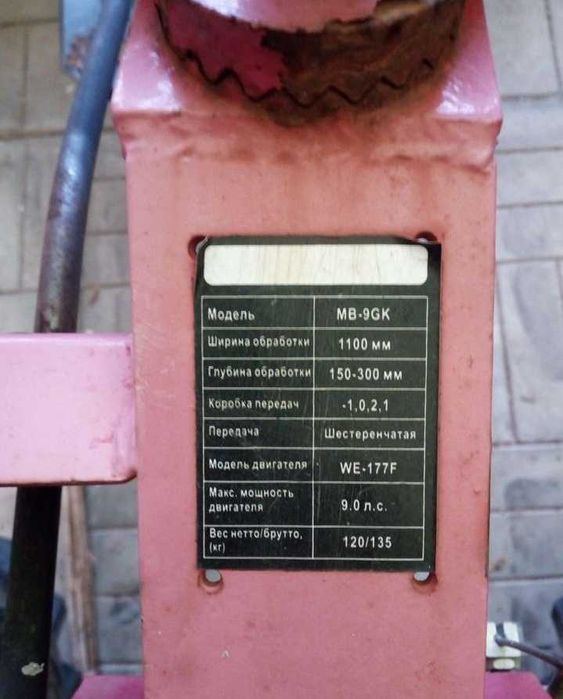 Модель MB-9GK
Ширина обработки 1100 мм
Глубина обработки 150-300 мм
Коробка передач -1,0,2,1
Передача Шестеренчатая
Модель двигателя WE-177F
Макс. мощность
двигателя 9.0 л.с.
Вес нетто/брутто,
(кг) 120/135